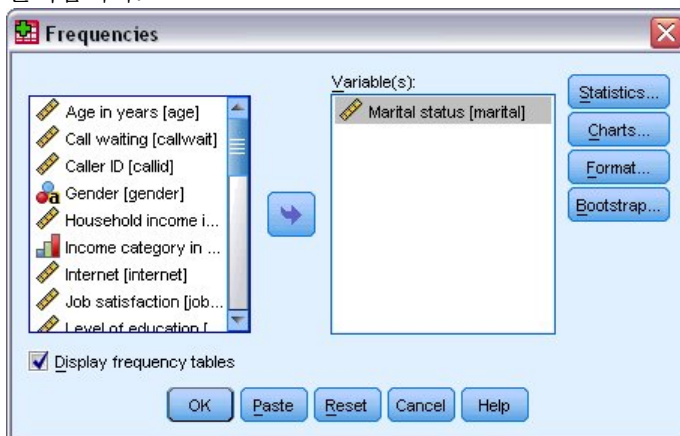 Frequencies
Variable(s):
Age in years [age]
Call waiting [callwait]
Caller ID [callid]
Gender [gender]
Household income i...
Income category in ...
Internet [internet]
Job satisfaction [job...
Level of education [
Marital status [marital]
Statistics...
Charts...
Format...
Bootstrap...
Display frequency tables
OK
Paste
Reset
Cancel
Help